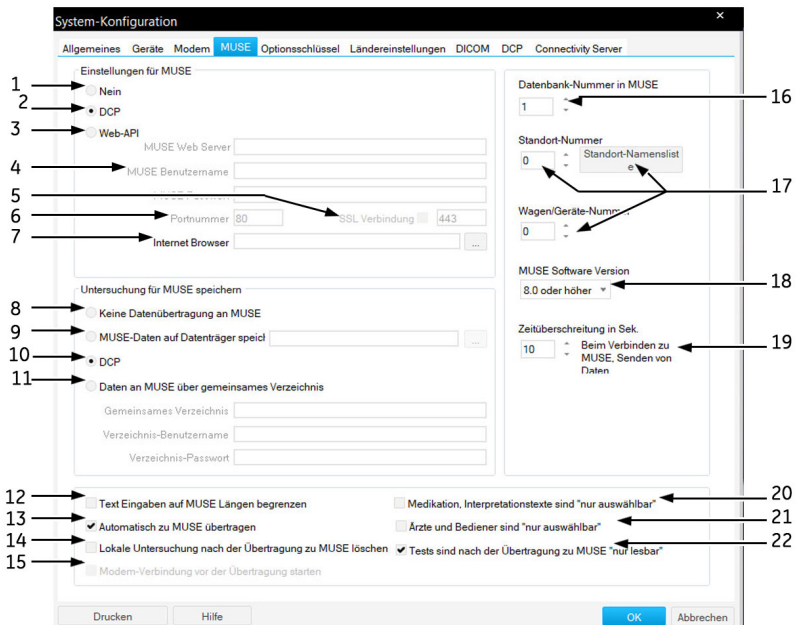 System-Konfiguration ×
Allgemeines Geräte Modem MUSE Optionsschlüssel Ländereinstellungen DICOM DCP Connectivity Server
Einstellungen für MUSE
1 Nein
2 DCP
3 Web-API
MUSE Web Server
4 MUSE Benutzername
5
6 Portnummer 80 SSL Verbindung 443
7 Internet Browser ...
Untersuchung für MUSE speichern
8 Keine Datenübertragung an MUSE
9 MUSE-Daten auf Datenträger speicl ...
10 DCP
11 Daten an MUSE über gemeinsames Verzeichnis
Gemeinsames Verzeichnis
Verzeichnis-Benutzername
Verzeichnis-Passwort
Datenbank-Nummer in MUSE
1 16
Standort-Nummer
0 Standort-Namenslist
e
17
Wagen/Geräte-Nummer
0
MUSE Software Version
8.0 oder höher 18
Zeitüberschreitung in Sek.
10 Beim Verbinden zu 19
MUSE, Senden von
Daten
12 Text Eingaben auf MUSE Längen begrenzen
13 Automatisch zu MUSE übertragen
14 Lokale Untersuchung nach der Übertragung zu MUSE löschen
15 Modem-Verbindung vor der Übertragung starten
Medikation, Interpretationstexte sind "nur auswählbar" 20
Ärzte und Bediener sind "nur auswählbar" 21
Tests sind nach der Übertragung zu MUSE "nur lesbar" 22
Drucken Hilfe OK Abbrechen